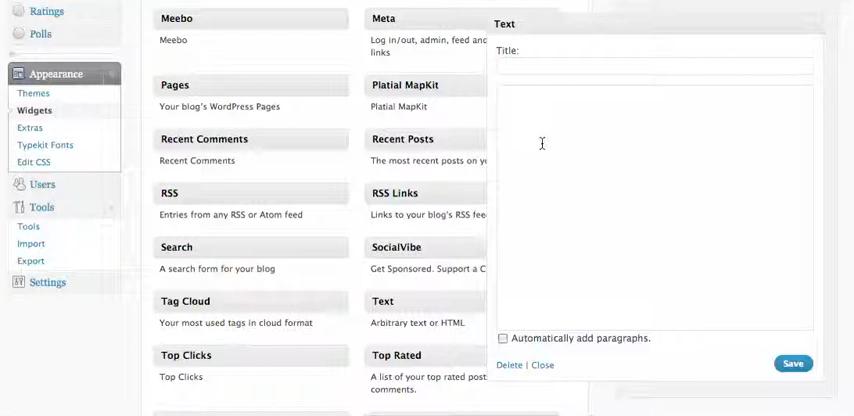 Ratings
Polls
Appearance
Themes
Widgets
Extras
Typekit Fonts
Edit CSS
Users
Tools
Tools
Import
Export
Settings
Meebo
Meebo
Meta
Log in/out, admin, feed and
links
Pages
Your blog's WordPress Pages
Platial MapKit
Platial MapKit
Recent Comments
Recent Comments
Recent Posts
The most recent posts on
RSS
Entries from any RSS or Atom feed
RSS Links
Links to your blog's RSS
Search
A search form for your blog
SocialVibe
Get Sponsored. Support a
Tag Cloud
Your most used tags in cloud format
Text
Arbitrary text or HTML
Top Clicks
Top Clicks
Top Rated
A list of your top rated
comments.
Text
Title:
Automatically add paragraphs.
Delete | Close
Save